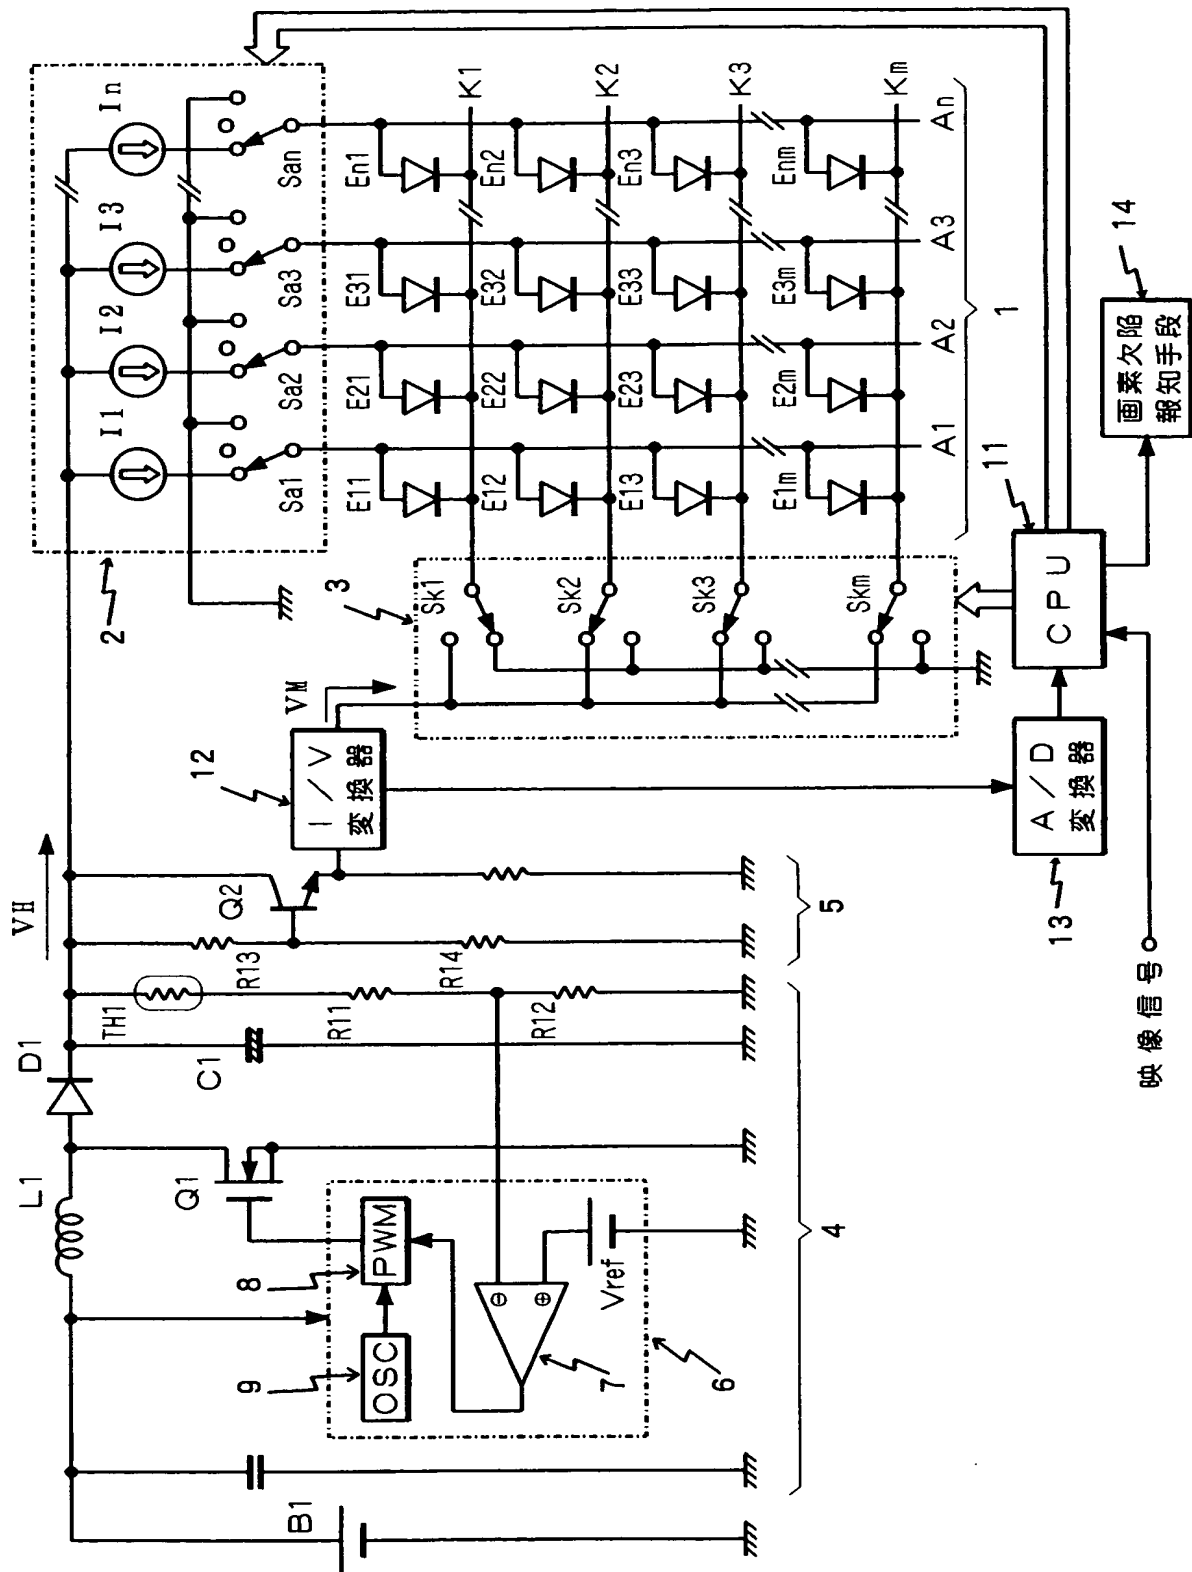 B1
L1
D1
VH
Q1
C1
TH1
R11
R12
R13
R14
Q2
9
OSC
8
PWM
7
⊖
⊕
Vref
6
4
5
12
I/V
変換器
VM
2
I1
I2
I3
In
Sa1
Sa2
Sa3
San
3
Sk1
Sk2
Sk3
Skm
E11
E21
E31
En1
K1
E12
E22
E32
En2
K2
E13
E23
E33
En3
K3
E1m
E2m
E3m
Enm
Km
A1
A2
A3
An
1
11
CPU
13
A/D
変換器
14
画素欠陥
報知手段
映像信号